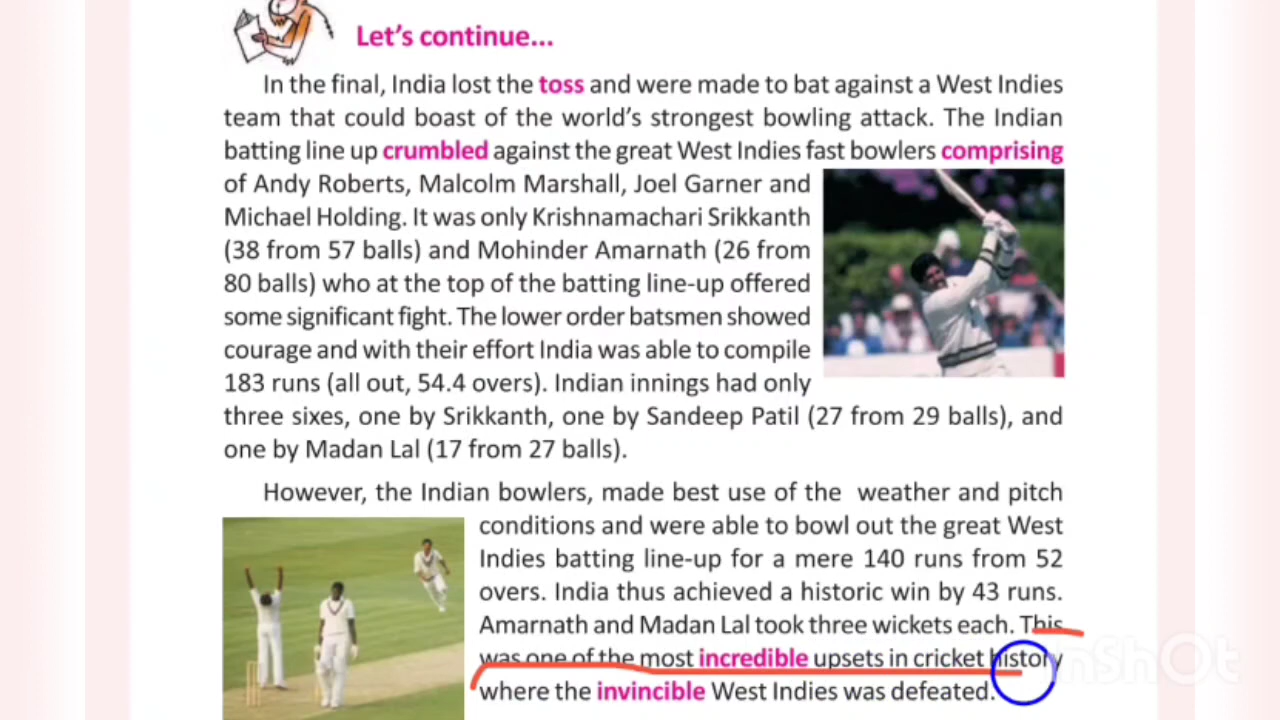 Let's continue...
In the final, India lost the toss and were made to bat against a West Indies
team that could boast of the world's strongest bowling attack. The Indian
batting line up crumbled against the great West Indies fast bowlers comprising
of Andy Roberts, Malcolm Marshall, Joel Garner and
Michael Holding. It was only Krishnamachari Srikkanth
(38 from 57 balls) and Mohinder Amarnath (26 from
80 balls) who at the top of the batting line-up offered
some significant fight. The lower order batsmen showed
courage and with their effort India was able to compile
183 runs (all out, 54.4 overs). Indian innings had only
three sixes, one by Srikkanth, one by Sandeep Patil (27 from 29 balls), and
one by Madan Lal (17 from 27 balls).
However, the Indian bowlers, made best use of the weather and pitch
conditions and were able to bowl out the great West
Indies batting line-up for a mere 140 runs from 52
overs. India thus achieved a historic win by 43 runs.
Amarnath and Madan Lal took three wickets each. This
was one of the most incredible upsets in cricket history
where the invincible West Indies was defeated.
InShOt